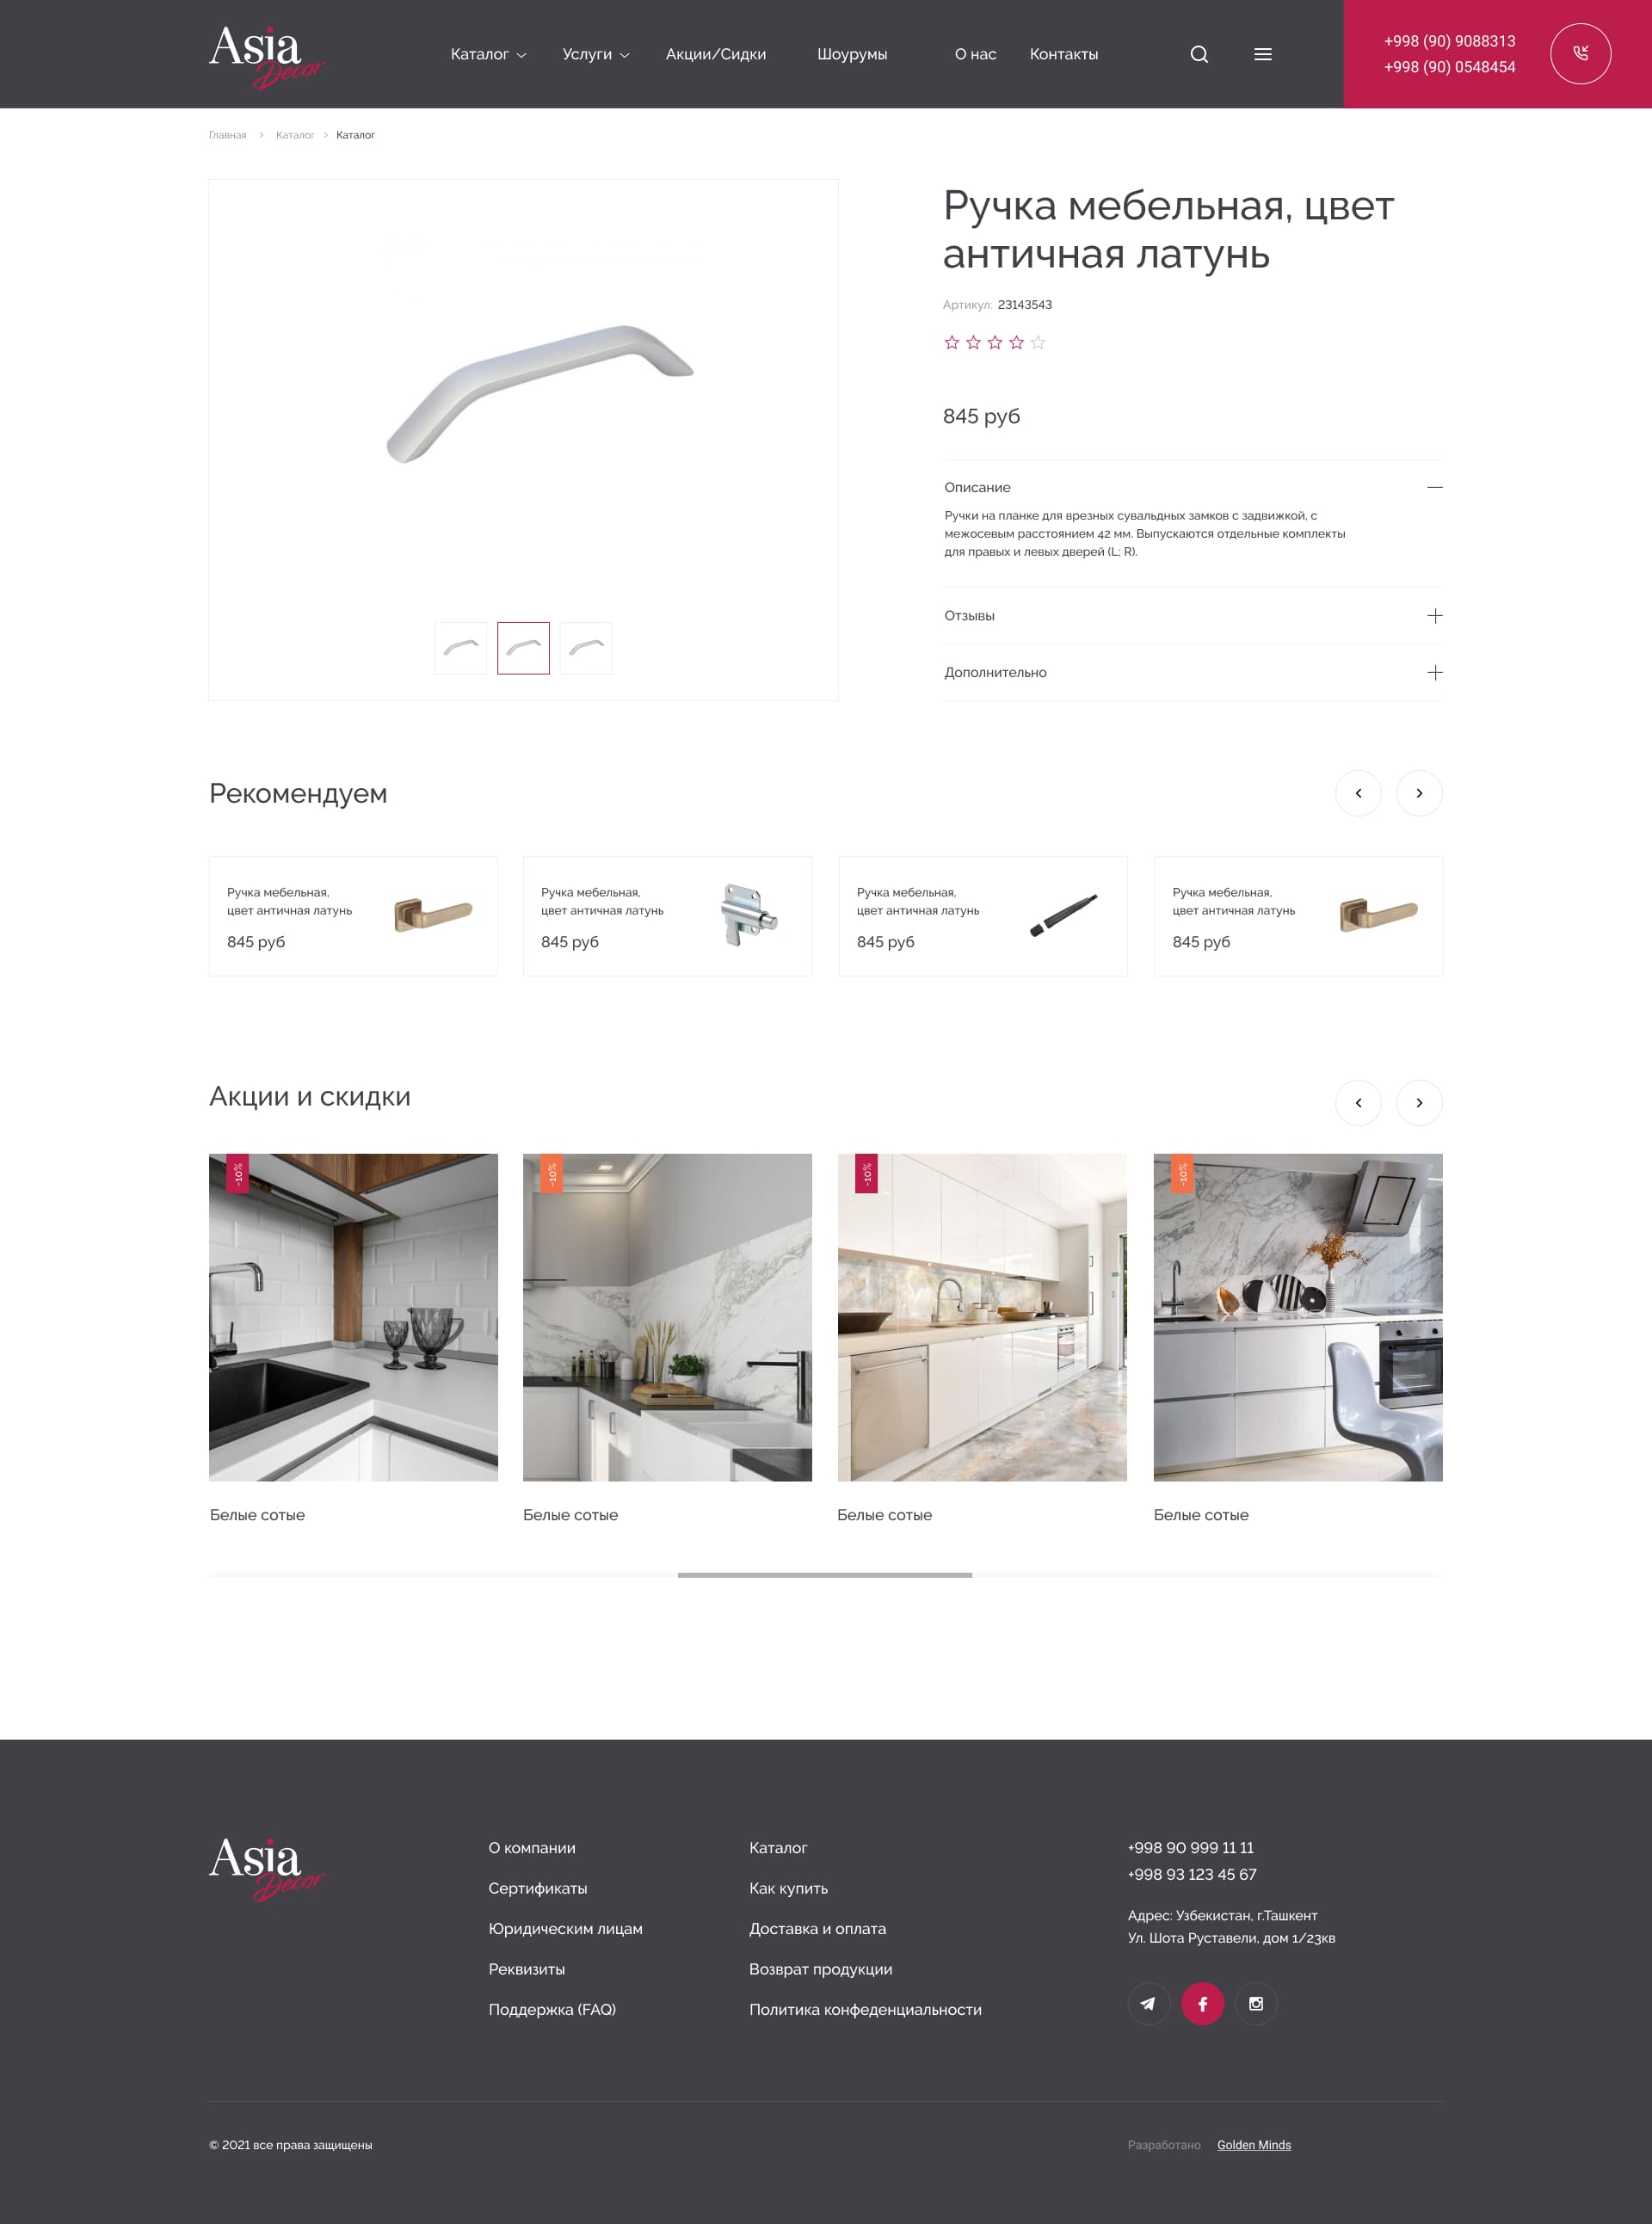 Asia
Decor
Каталог
Услуги
Акции/Сидки
Шоурумы
О нас
Контакты
+998 (90) 9088313
+998 (90) 0548454
Главная
Каталог
Каталог
Ручка мебельная, цвет
античная латунь
Артикул: 23143543
845 руб
Описание
Ручки на планке для врезных сувальдных замков с задвижкой, с
межосевым расстоянием 42 мм. Выпускаются отдельные комплекты
для правых и левых дверей (L; R).
Отзывы
Дополнительно
Рекомендуем
Ручка мебельная,
цвет античная латунь
845 руб
Ручка мебельная,
цвет античная латунь
845 руб
Ручка мебельная,
цвет античная латунь
845 руб
Ручка мебельная,
цвет античная латунь
845 руб
Акции и скидки
-10%
-10%
-10%
-10%
Белые сотые
Белые сотые
Белые сотые
Белые сотые
Asia
Decor
О компании
Сертификаты
Юридическим лицам
Реквизиты
Поддержка (FAQ)
Каталог
Как купить
Доставка и оплата
Возврат продукции
Политика конфеденциальности
+998 90 999 11 11
+998 93 123 45 67
Адрес: Узбекистан, г.Ташкент
Ул. Шота Руставели, дом 1/23кв
© 2021 все права защищены
Разработано
Golden Minds